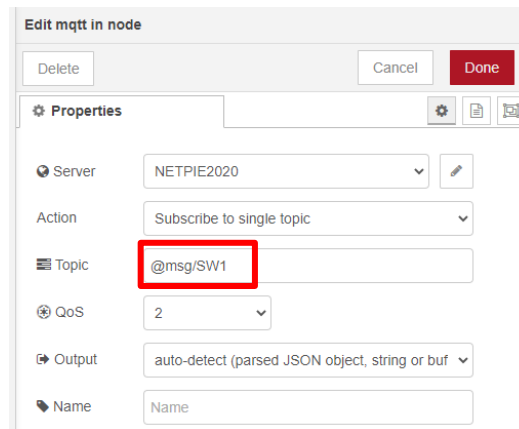 Edit mqtt in node
Delete Cancel Done
Properties
Server NETPIE2020
Action Subscribe to single topic
Topic @msg/SW1
QoS 2
Output auto-detect (parsed JSON object, string or buf
Name Name